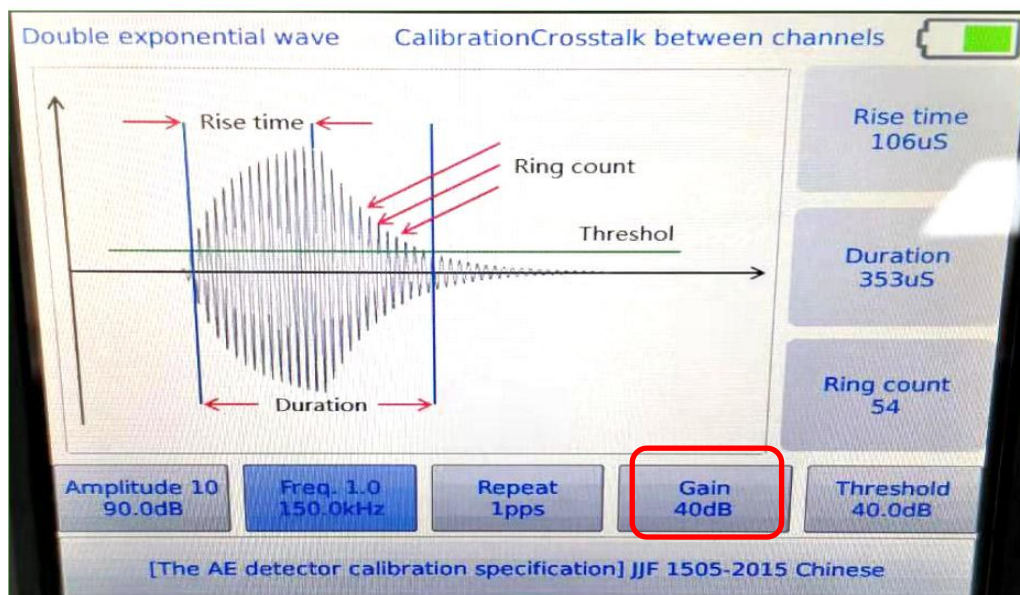 Double exponential wave CalibrationCrosstalk between channels
Rise time
Ring count
Threshol
Duration
Rise time
106uS
Duration
353uS
Ring count
54
Amplitude 10
90.0dB
Freq. 1.0
150.0kHz
Repeat
1pps
Gain
40dB
Threshold
40.0dB
[The AE detector calibration specification] JJF 1505-2015 Chinese